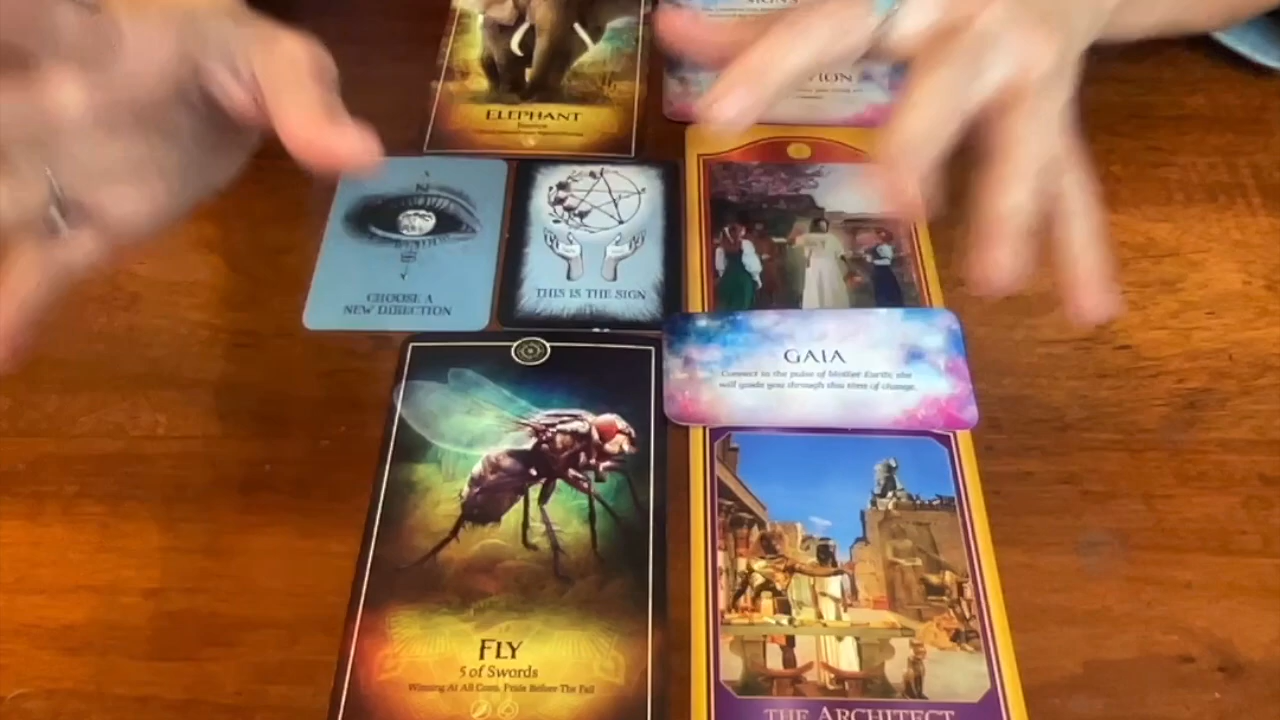 SIGNS
ELEPHANT
N
CHOOSE A
NEW DIRECTION
THIS IS THE SIGN
GAIA
Connect to the pulse of Mother Earth; she
will guide you through this time of change.
FLY
5 of Swords
Winning At All Costs, Pride Before The Fall
THE ARCHITECT